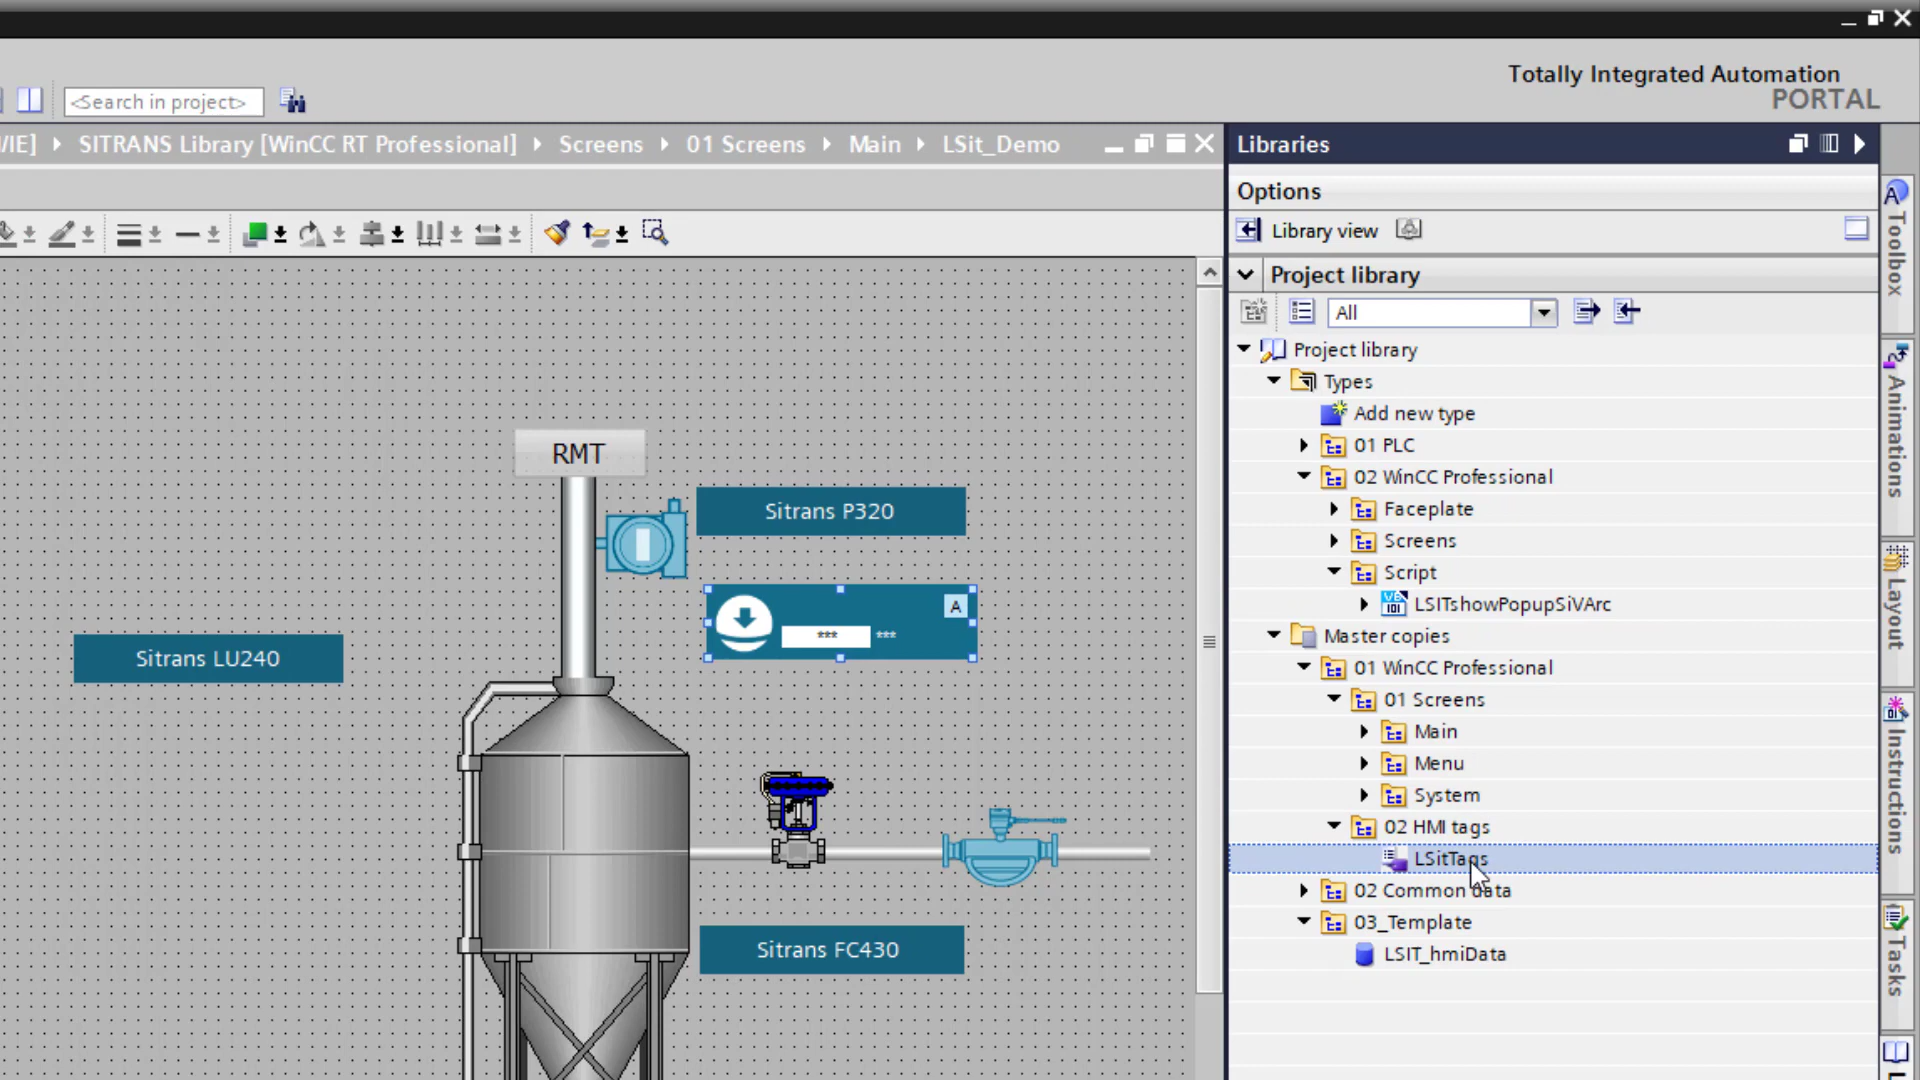 Totally Integrated Automation
PORTAL
<Search in project>
/IE] SITRANS Library [WinCC RT Professional] Screens 01 Screens Main LSit_Demo
Libraries
Options
Library view
Project library
All
Project library
Types
Add new type
01 PLC
02 WinCC Professional
Faceplate
Screens
Script
LSITshowPopupSiVArc
Master copies
01 WinCC Professional
01 Screens
Main
Menu
System
02 HMI tags
LSitTags
02 Common data
03_Template
LSIT_hmiData
RMT
Sitrans P320
A
*** ***
Sitrans LU240
Sitrans FC430
Toolbox
Animations
Layout
Instructions
Tasks